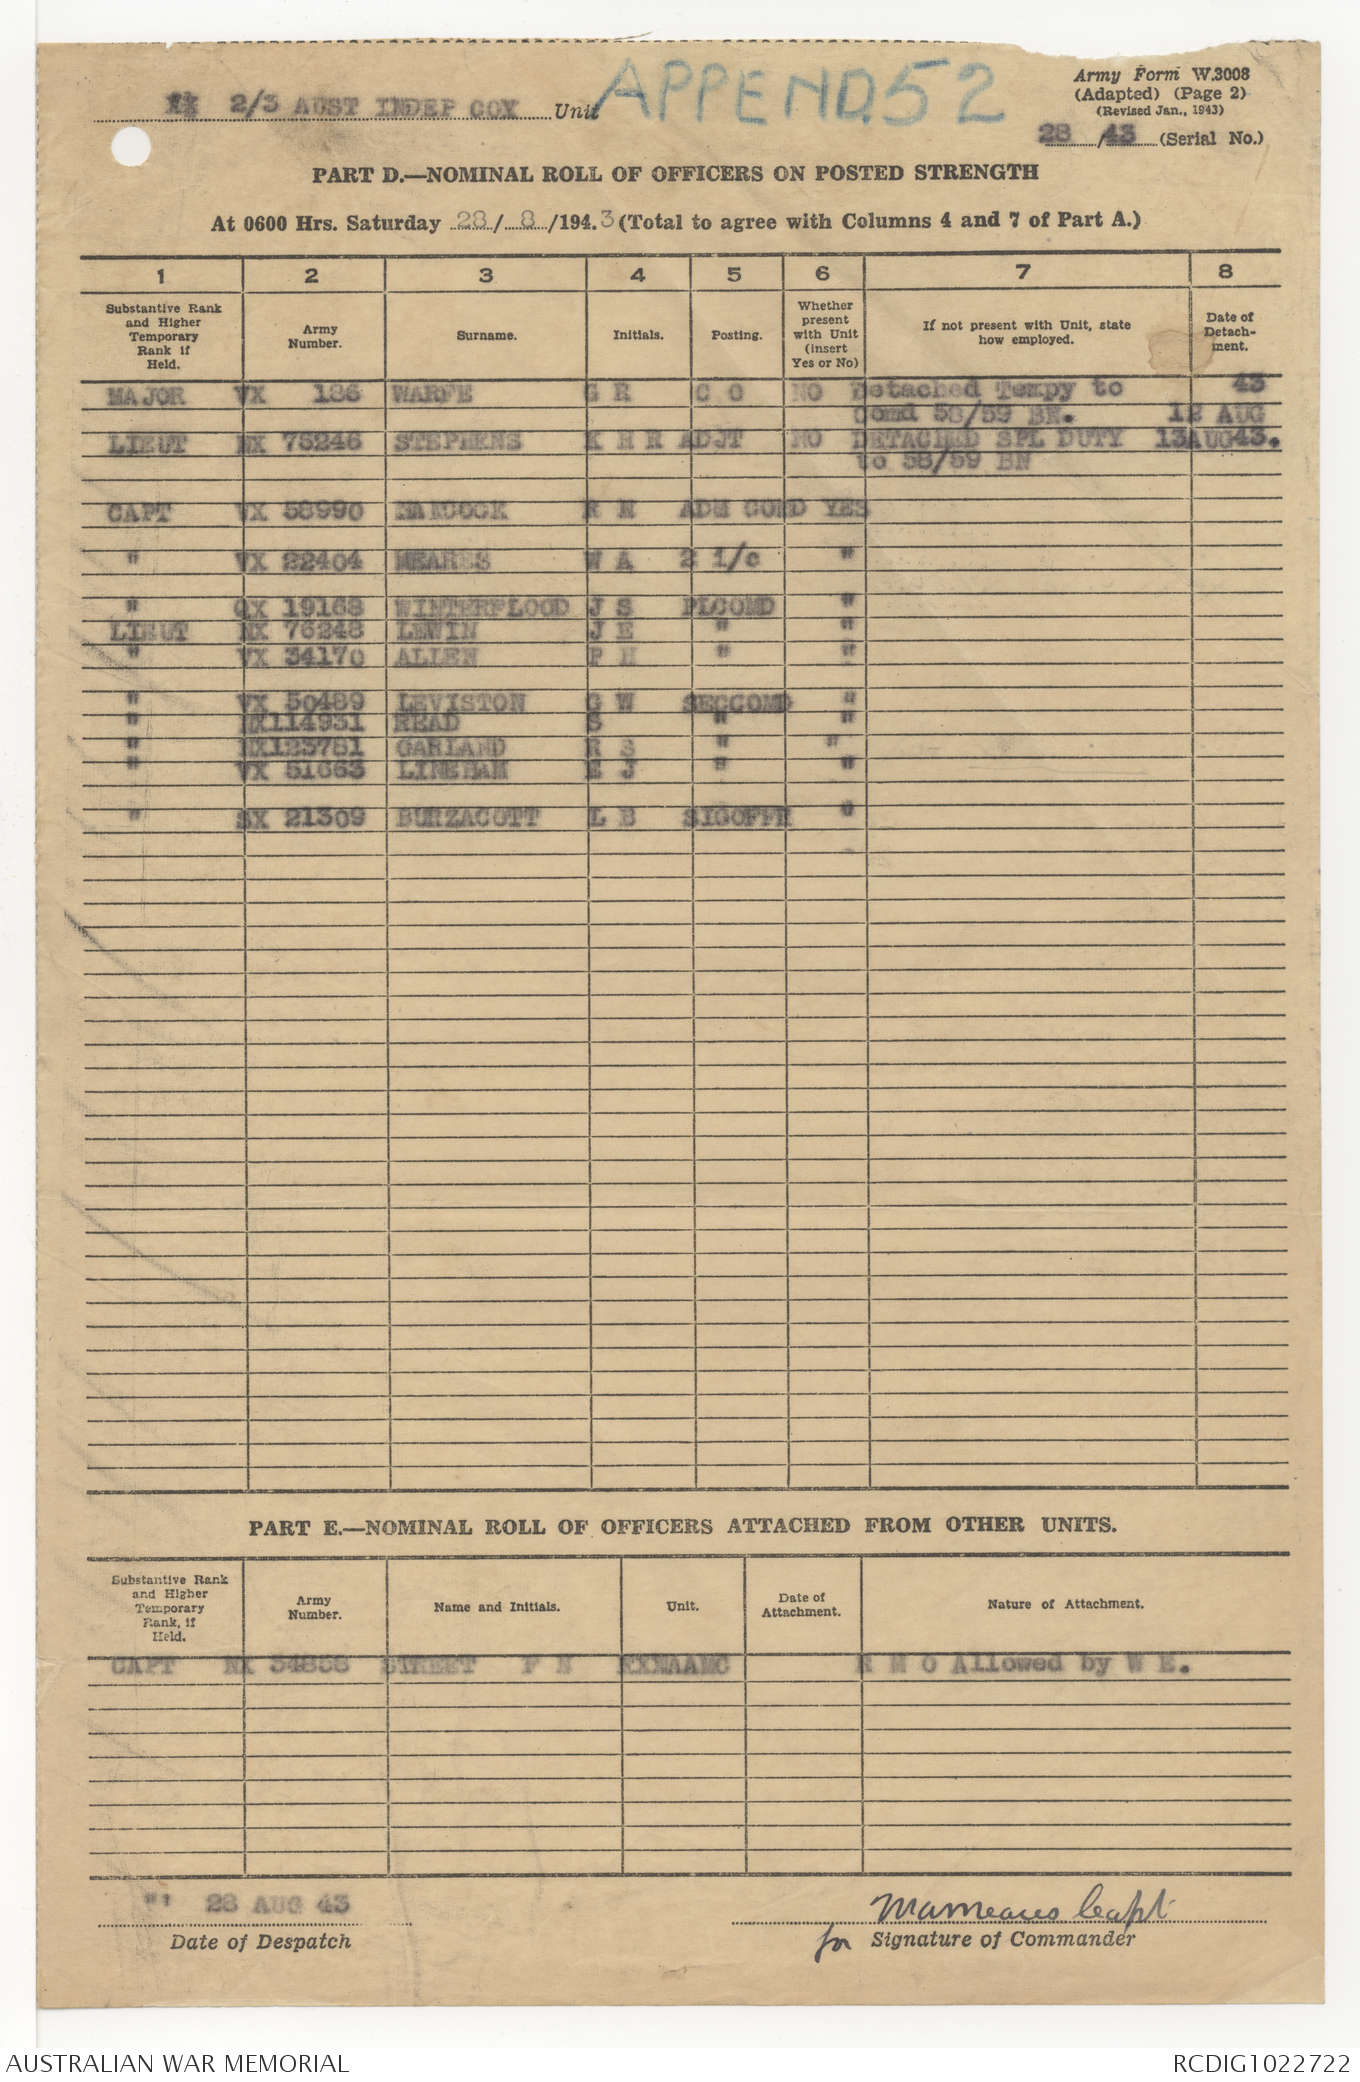 2/3 AUST INDEP COY Unit
APPEND. 52
Army Form W.3008
(Adapted) (Page 2)
(Revised Jan., 1943)
28/43 (Serial No.)
PART D.—NOMINAL ROLL OF OFFICERS ON POSTED STRENGTH
At 0600 Hrs. Saturday 28/8/1943 (Total to agree with Columns 4 and 7 of Part A.)
1 2 3 4 5 6 7 8
Substantive Rank and Higher Temporary Rank if Held. Army Number. Surname. Initials. Posting. Whether present with Unit (insert Yes or No) If not present with Unit, state how employed. Date of Detachment.
MAJOR VX 186 WARFE G R C O NO Detached Tempy to 43
Comd 58/59 BN. 12 AUG
LIEUT NX 76246 STEPHENS K H R ADJT NO DETACHED SPL DUTY 13AUG43.
to 58/59 BN
CAPT VX 58990 HANCOCK R N ADM COMD YES
" VX 22404 MEARES W A 2 i/c "
" QX 19168 WINTERFLOOD J S PLCOMD "
LIEUT NX 76248 LEWIN J E " "
" VX 34170 ALLEN P H " "
" VX 50489 LEVISTON G W SECCOMD "
" NX114931 READ S " "
" NX123781 GARLAND R S " "
" VX 51663 LINEHAM E J " "
" SX 21309 BURZACOTT L B SIGOFFR "
PART E.—NOMINAL ROLL OF OFFICERS ATTACHED FROM OTHER UNITS.
Substantive Rank and Higher Temporary Rank, if Held. Army Number. Name and Initials. Unit. Date of Attachment. Nature of Attachment.
CAPT NX 34858 STREET F N AAMC R M O Allowed by W E.
28 AUG 43
Date of Despatch
WAMeares Capt
for Signature of Commander
AUSTRALIAN WAR MEMORIAL
RCDIG1022722